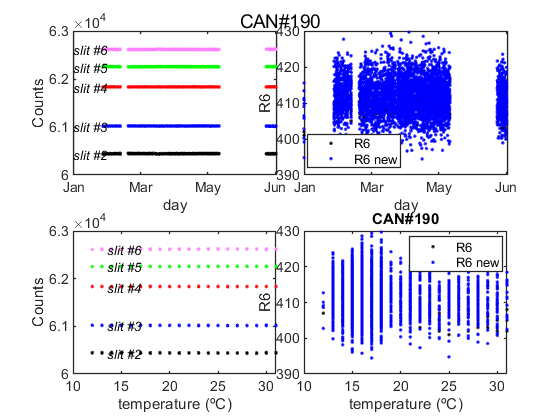 CAN#190
×10⁴
6.3
6.2
6.1
6
Counts
slit #6
slit #5
slit #4
slit #3
slit #2
Jan Mar May Jun
day
430
420
410
400
390
R6
R6
R6 new
Jan Mar May Jun
day
×10⁴
6.3
6.2
6.1
6
Counts
slit #6
slit #5
slit #4
slit #3
slit #2
10 15 20 25 30
temperature (ºC)
CAN#190
430
420
410
400
390
R6
R6
R6 new
10 15 20 25 30
temperature (ºC)